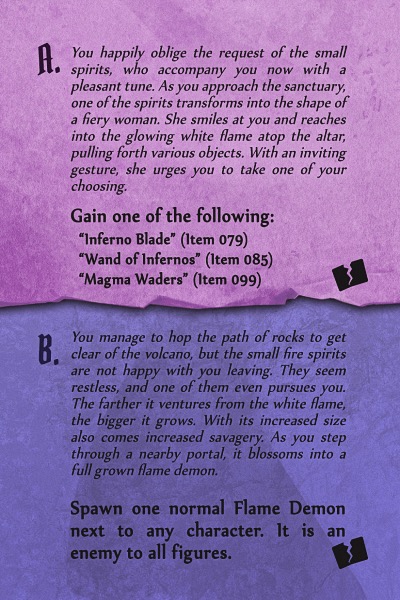 A. You happily oblige the request of the small
spirits, who accompany you now with a
pleasant tune. As you approach the sanctuary,
one of the spirits transforms into the shape of
a fiery woman. She smiles at you and reaches
into the glowing white flame atop the altar,
pulling forth various objects. With an inviting
gesture, she urges you to take one of your
choosing.
Gain one of the following:
“Inferno Blade” (Item 079)
“Wand of Infernos” (Item 085)
“Magma Waders” (Item 099)
B. You manage to hop the path of rocks to get
clear of the volcano, but the small fire spirits
are not happy with you leaving. They seem
restless, and one of them even pursues you.
The farther it ventures from the white flame,
the bigger it grows. With its increased size
also comes increased savagery. As you step
through a nearby portal, it blossoms into a
full grown flame demon.
Spawn one normal Flame Demon
next to any character. It is an
enemy to all figures.